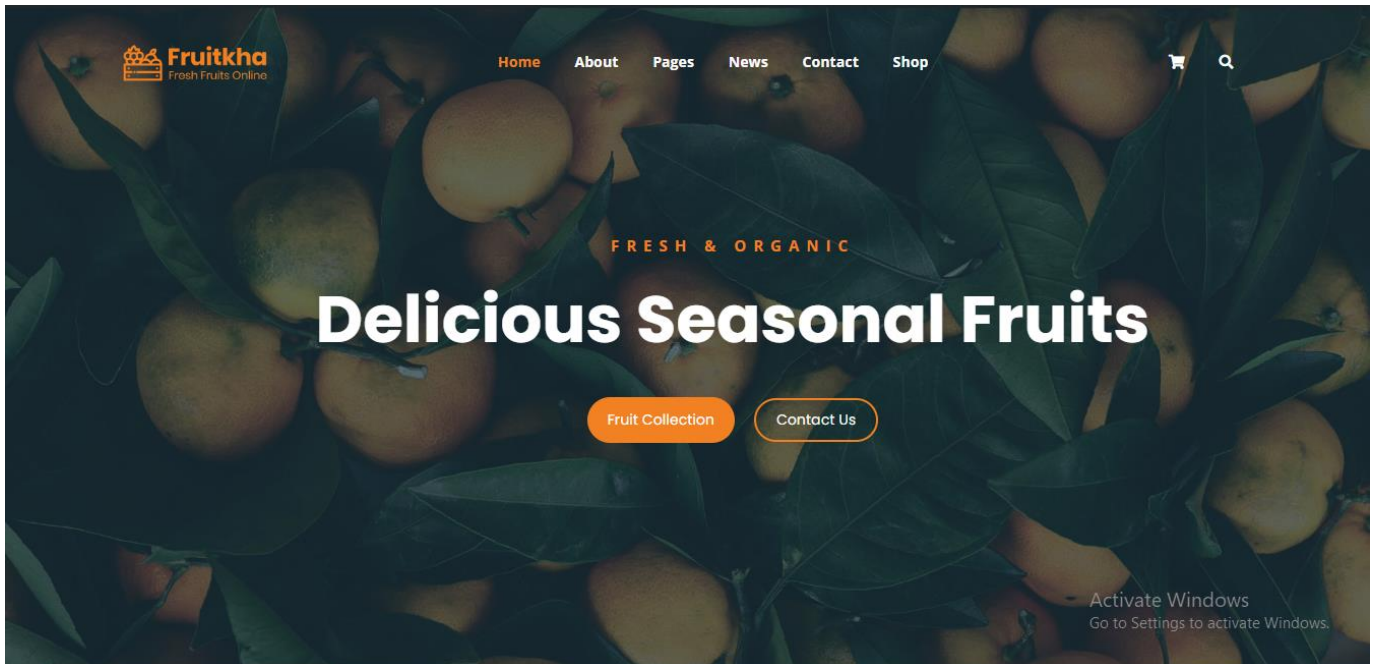 Fruitkha
Fresh Fruits Online
Home About Pages News Contact Shop
FRESH & ORGANIC
Delicious Seasonal Fruits
Fruit Collection Contact Us
Activate Windows
Go to Settings to activate Windows.